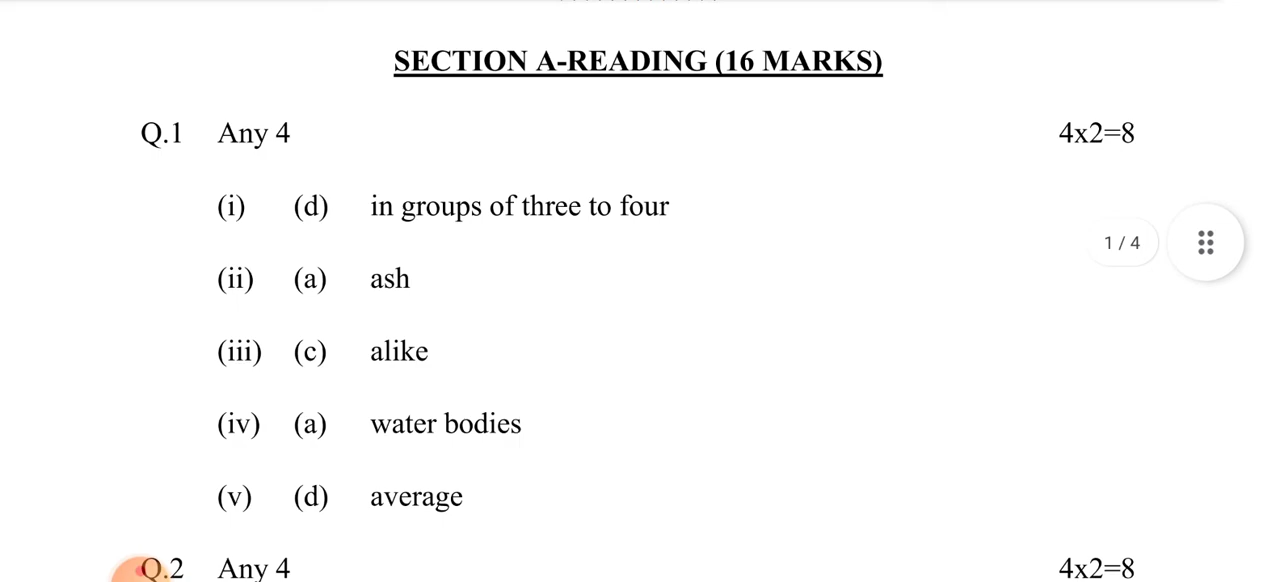 SECTION A-READING (16 MARKS)
Q.1 Any 4 4x2=8
(i) (d) in groups of three to four
1 / 4
(ii) (a) ash
(iii) (c) alike
(iv) (a) water bodies
(v) (d) average
Q.2 Any 4 4x2=8